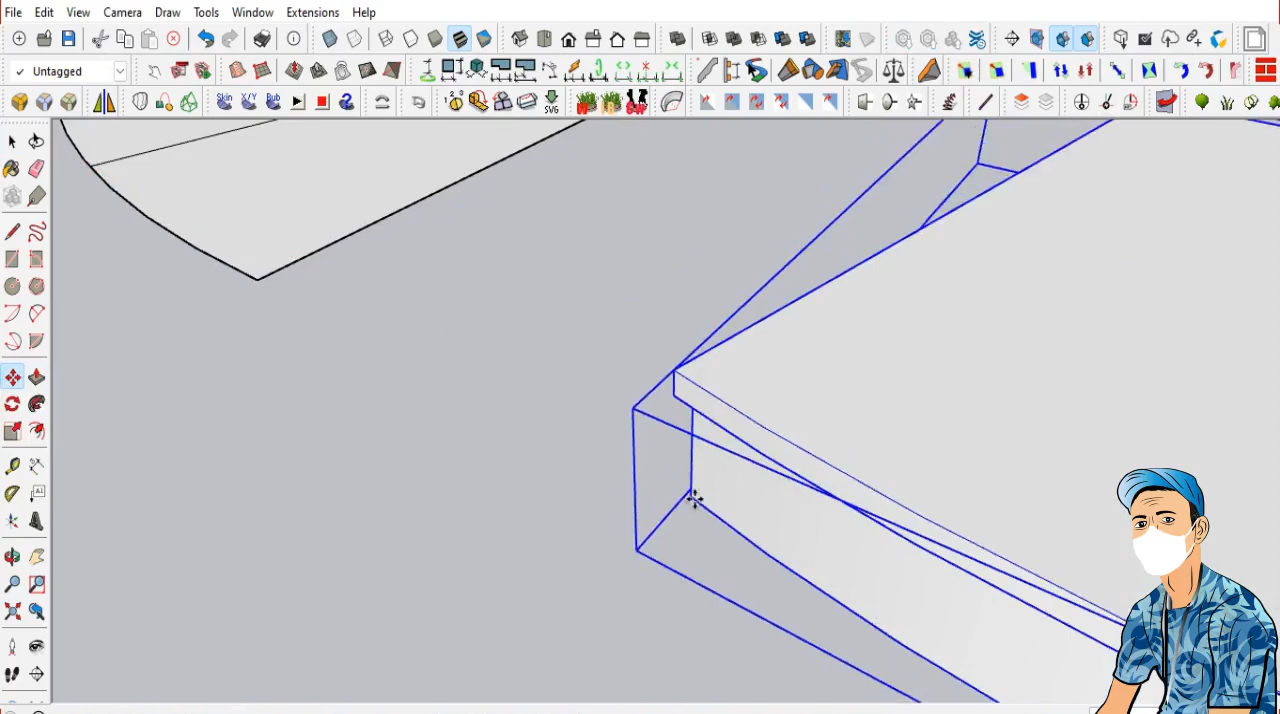 File Edit View Camera Draw Tools Window Extensions Help
✓ Untagged
Skin X/Y Bub
SVG